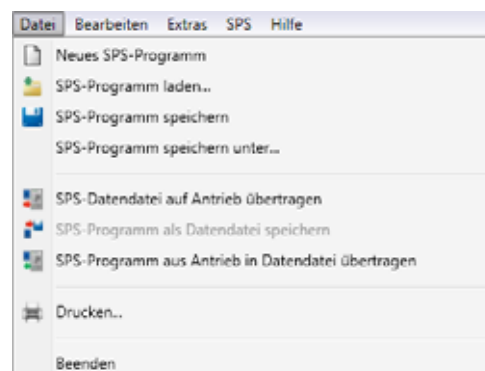 Datei Bearbeiten Extras SPS Hilfe
Neues SPS-Programm
SPS-Programm laden...
SPS-Programm speichern
SPS-Programm speichern unter...
SPS-Datendatei auf Antrieb übertragen
SPS-Programm als Datendatei speichern
SPS-Programm aus Antrieb in Datendatei übertragen
Drucken...
Beenden